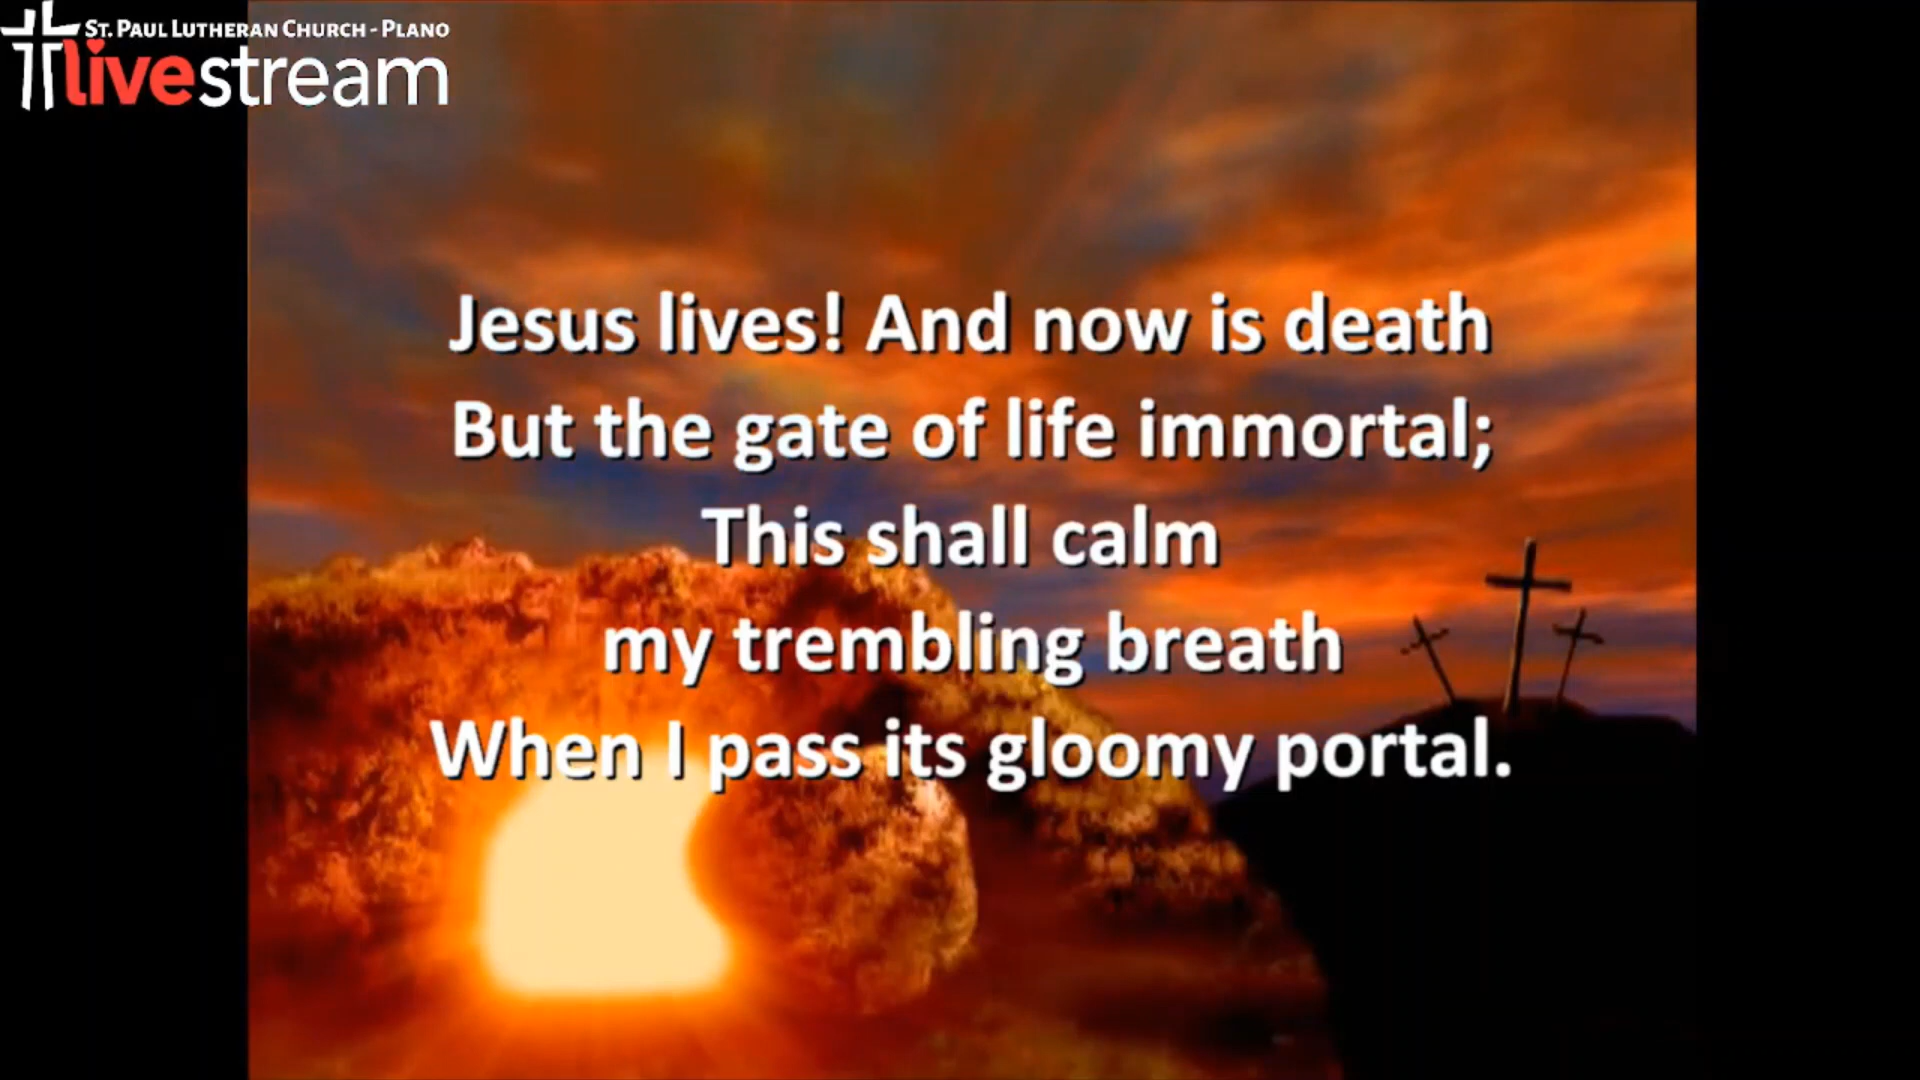 St. Paul Lutheran Church - Plano
livestream
Jesus lives! And now is death
But the gate of life immortal;
This shall calm
my trembling breath
When I pass its gloomy portal.